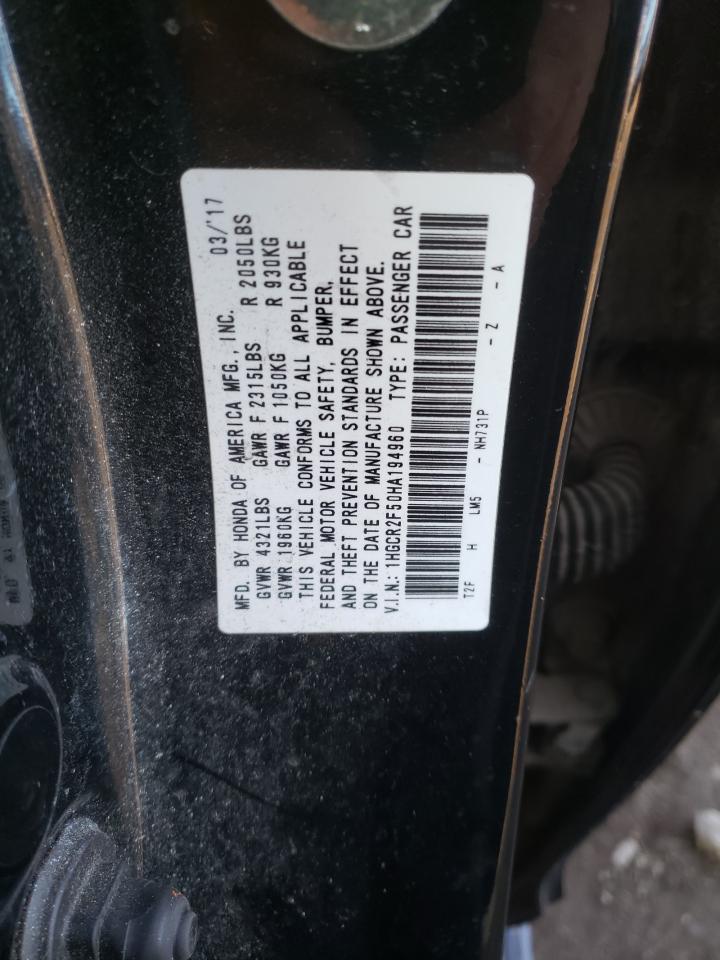 MFD. BY HONDA OF AMERICA MFG., INC. 03/'17
GVWR 4321LBS GAWR F 2315LBS R 2050LBS
GVWR 1960KG GAWR F 1050KG R 930KG
THIS VEHICLE CONFORMS TO ALL APPLICABLE
FEDERAL MOTOR VEHICLE SAFETY, BUMPER,
AND THEFT PREVENTION STANDARDS IN EFFECT
ON THE DATE OF MANUFACTURE SHOWN ABOVE.
V.I.N.: 1HGCR2F50HA194960 TYPE: PASSENGER CAR
T2F H LM5 - NH731P - Z - A